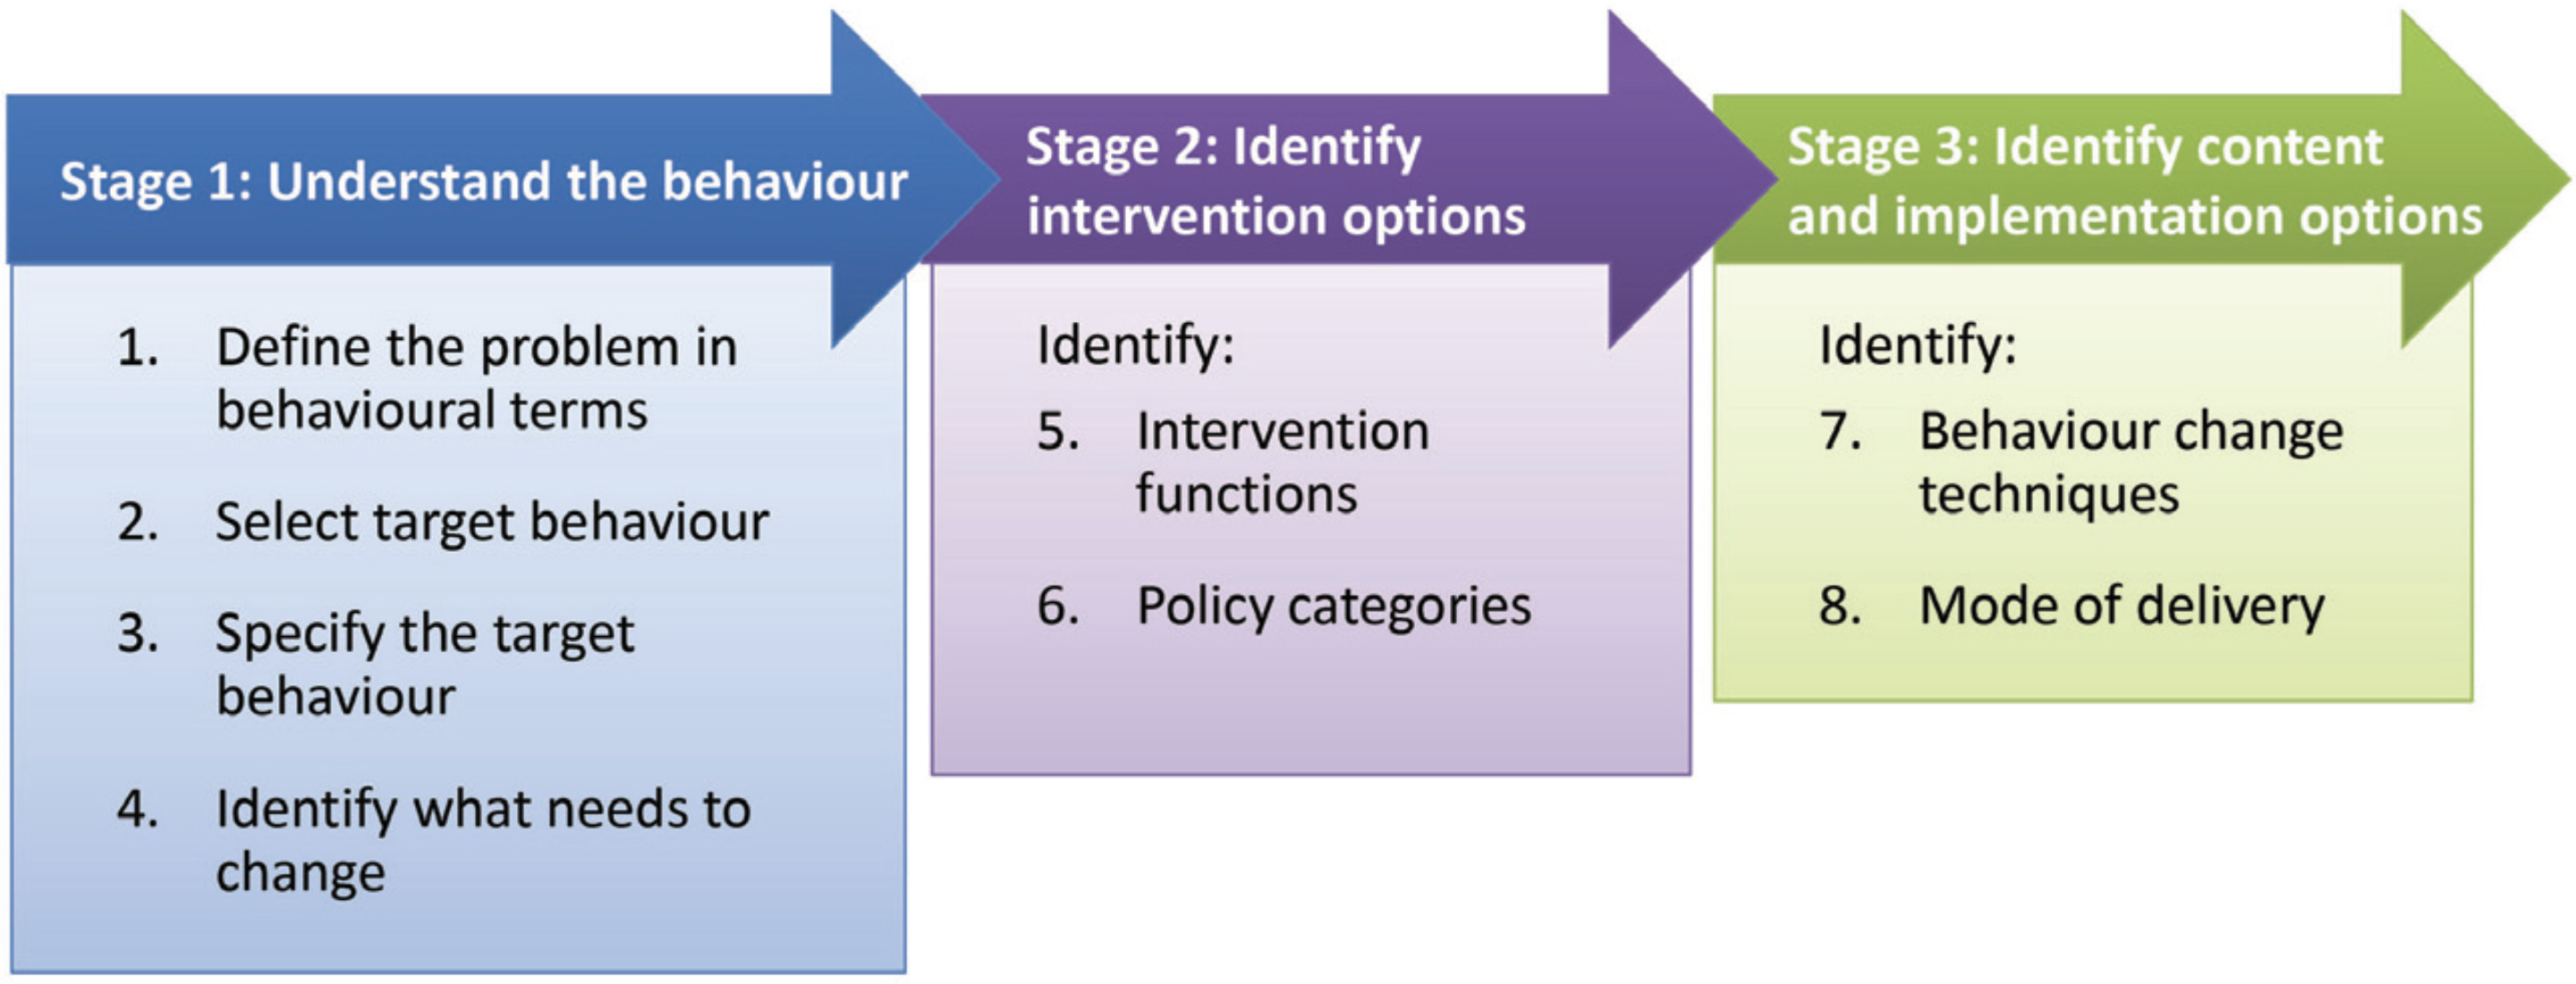 Stage 1: Understand the behaviour
1. Define the problem in
behavioural terms
2. Select target behaviour
3. Specify the target
behaviour
4. Identify what needs to
change
Stage 2: Identify
intervention options
Identify:
5. Intervention
functions
6. Policy categories
Stage 3: Identify content
and implementation options
Identify:
7. Behaviour change
techniques
8. Mode of delivery